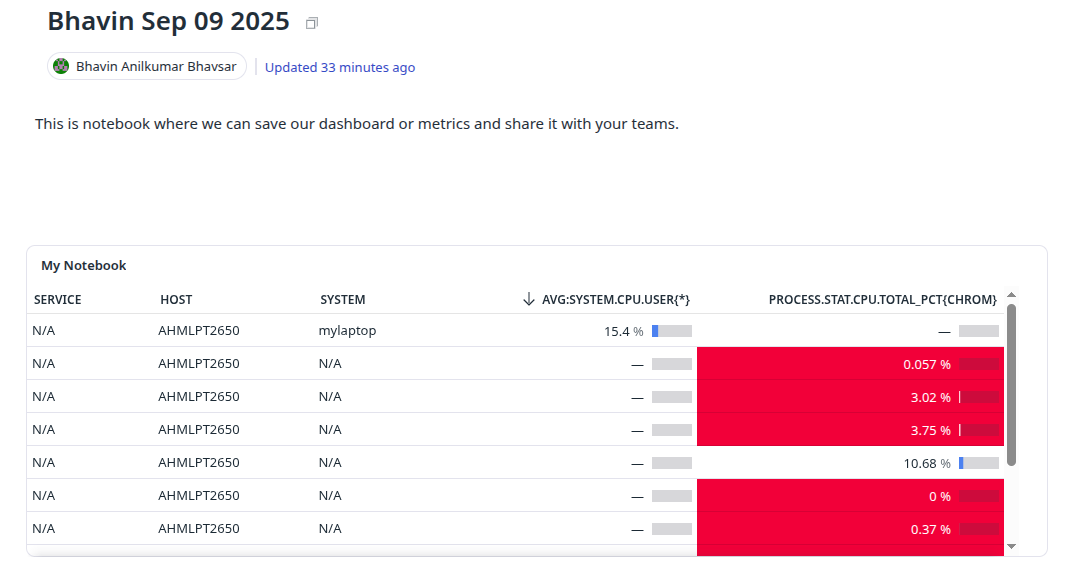 Bhavin Sep 09 2025
Bhavin Anilkumar Bhavsar Updated 33 minutes ago
This is notebook where we can save our dashboard or metrics and share it with your teams.
My Notebook
SERVICE HOST SYSTEM AVG:SYSTEM.CPU.USER{*} PROCESS.STAT.CPU.TOTAL_PCT{CHROM}
N/A AHMLPT2650 mylaptop 15.4 % —
N/A AHMLPT2650 N/A — 0.057 %
N/A AHMLPT2650 N/A — 3.02 %
N/A AHMLPT2650 N/A — 3.75 %
N/A AHMLPT2650 N/A — 10.68 %
N/A AHMLPT2650 N/A — 0 %
N/A AHMLPT2650 N/A — 0.37 %